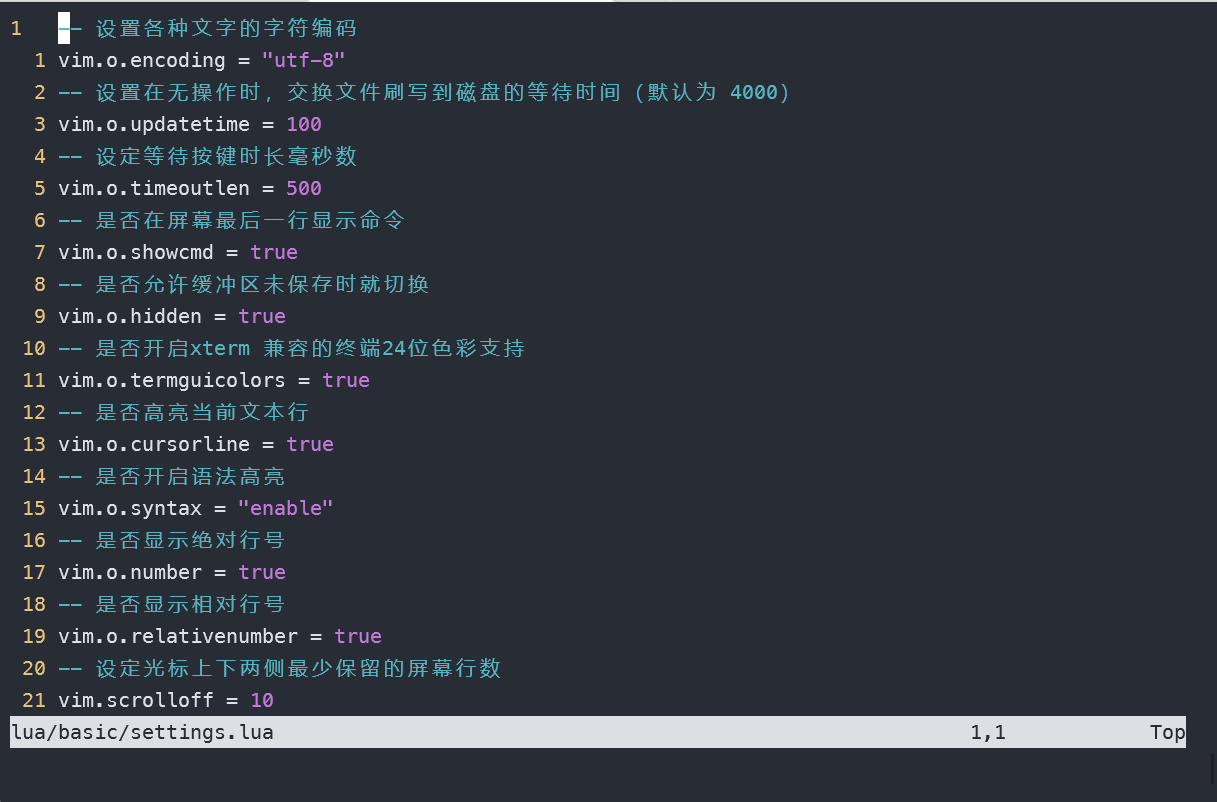 1   -- 设置各种文字的字符编码
  1 vim.o.encoding = "utf-8"
  2 -- 设置在无操作时，交换文件刷写到磁盘的等待时间（默认为 4000）
  3 vim.o.updatetime = 100
  4 -- 设定等待按键时长毫秒数
  5 vim.o.timeoutlen = 500
  6 -- 是否在屏幕最后一行显示命令
  7 vim.o.showcmd = true
  8 -- 是否允许缓冲区未保存时就切换
  9 vim.o.hidden = true
 10 -- 是否开启xterm 兼容的终端24位色彩支持
 11 vim.o.termguicolors = true
 12 -- 是否高亮当前文本行
 13 vim.o.cursorline = true
 14 -- 是否开启语法高亮
 15 vim.o.syntax = "enable"
 16 -- 是否显示绝对行号
 17 vim.o.number = true
 18 -- 是否显示相对行号
 19 vim.o.relativenumber = true
 20 -- 设定光标上下两侧最少保留的屏幕行数
 21 vim.scrolloff = 10
lua/basic/settings.lua 1,1 Top